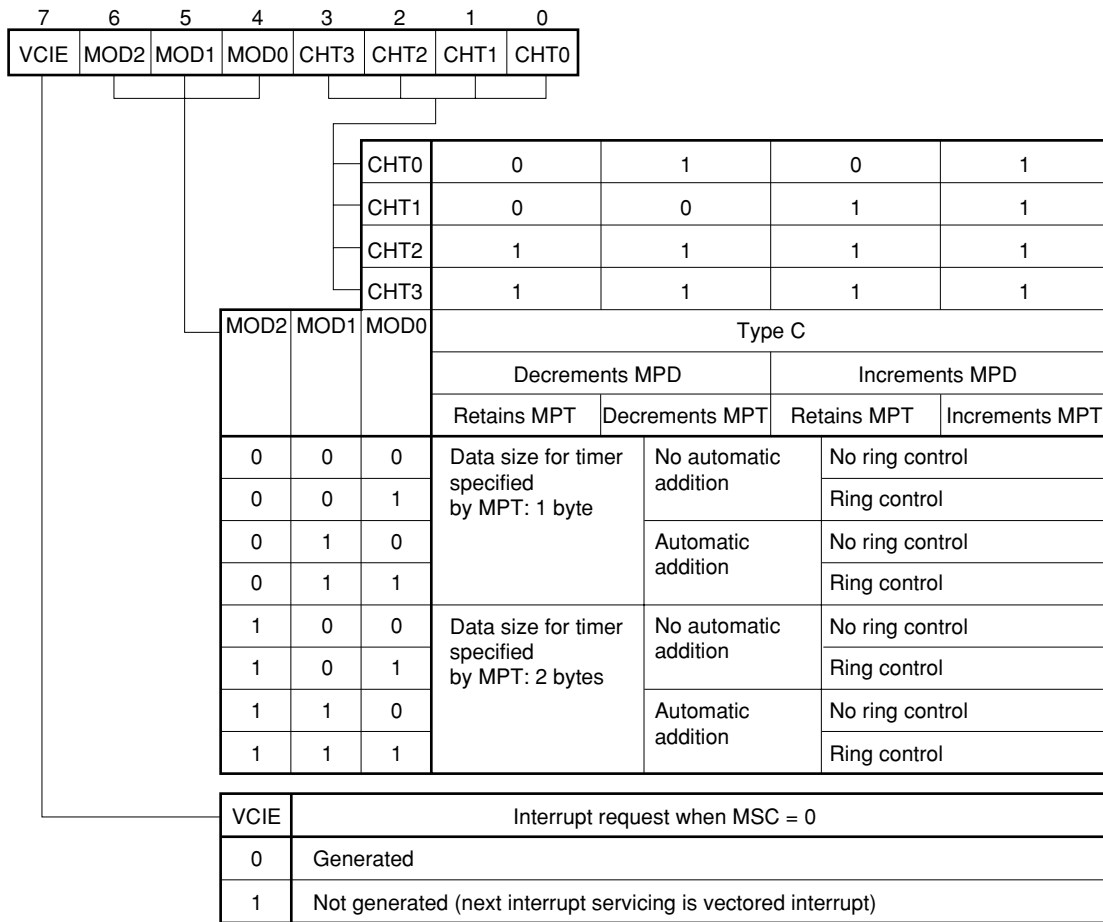 7 6 5 4 3 2 1 0
VCIE MOD2 MOD1 MOD0 CHT3 CHT2 CHT1 CHT0
CHT0 0 1 0 1
CHT1 0 0 1 1
CHT2 1 1 1 1
CHT3 1 1 1 1
MOD2 MOD1 MOD0 Type C
Decrements MPD Increments MPD
Retains MPT Decrements MPT Retains MPT Increments MPT
0 0 0 Data size for timer specified by MPT: 1 byte No automatic addition No ring control
0 0 1 Ring control
0 1 0 Automatic addition No ring control
0 1 1 Ring control
1 0 0 Data size for timer specified by MPT: 2 bytes No automatic addition No ring control
1 0 1 Ring control
1 1 0 Automatic addition No ring control
1 1 1 Ring control
VCIE Interrupt request when MSC = 0
0 Generated
1 Not generated (next interrupt servicing is vectored interrupt)